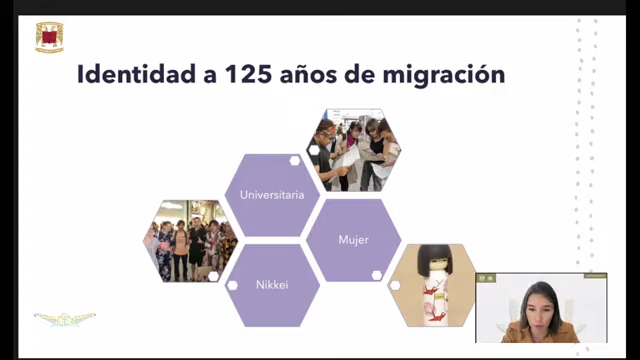 Identidad a 125 años de migración
Universitaria
Mujer
Nikkei